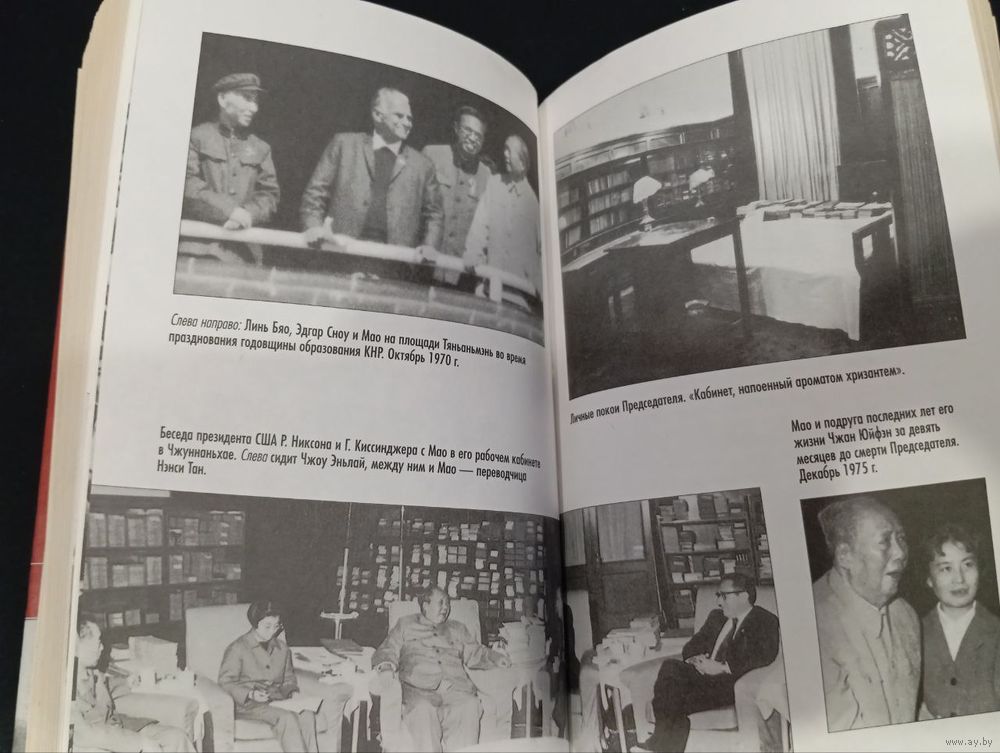 Слева направо: Линь Бяо, Эдгар Сноу и Мао на площади Тяньаньмэнь во время
празднования годовщины образования КНР. Октябрь 1970 г.
Беседа президента США Р. Никсона и Г. Киссинджера с Мао в его рабочем кабинете
в Чжуннаньхае. Слева сидит Чжоу Эньлай, между ним и Мао — переводчица
Нэнси Тан.
Личные покои Председателя. «Кабинет, напоенный ароматом хризантем».
Мао и подруга последних лет его
жизни Чжан Юйфэн за девять
месяцев до смерти Председателя.
Декабрь 1975 г.
www.ay.by